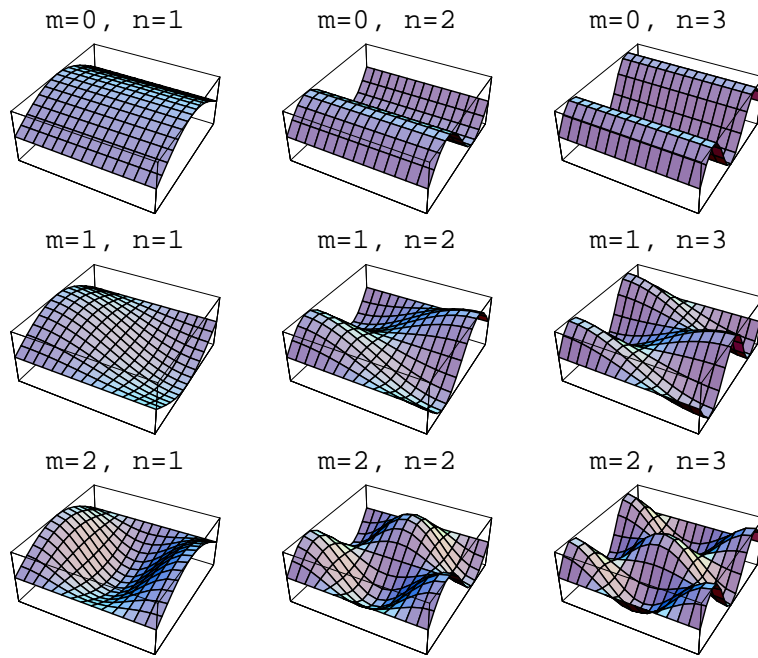 m=0, n=1
m=0, n=2
m=0, n=3
m=1, n=1
m=1, n=2
m=1, n=3
m=2, n=1
m=2, n=2
m=2, n=3